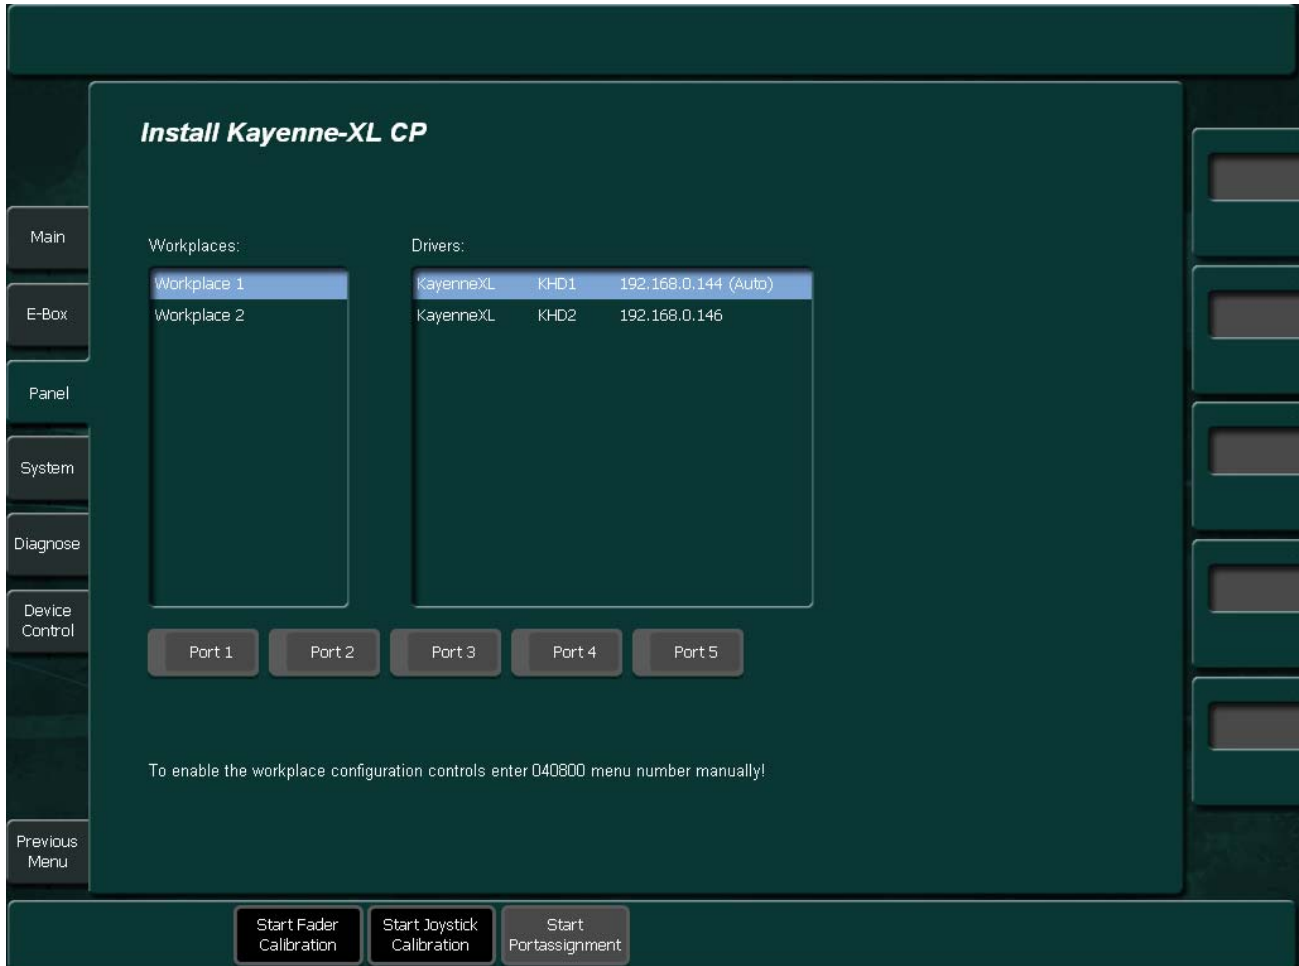 Install Kayenne-XL CP
Main
E-Box
Panel
System
Diagnose
Device
Control
Previous
Menu
Workplaces:
Workplace 1
Workplace 2
Drivers:
KayenneXL KHD1 192.168.0.144 (Auto)
KayenneXL KHD2 192.168.0.146
Port 1 Port 2 Port 3 Port 4 Port 5
To enable the workplace configuration controls enter 040800 menu number manually!
Start Fader
Calibration
Start Joystick
Calibration
Start
Portassignment